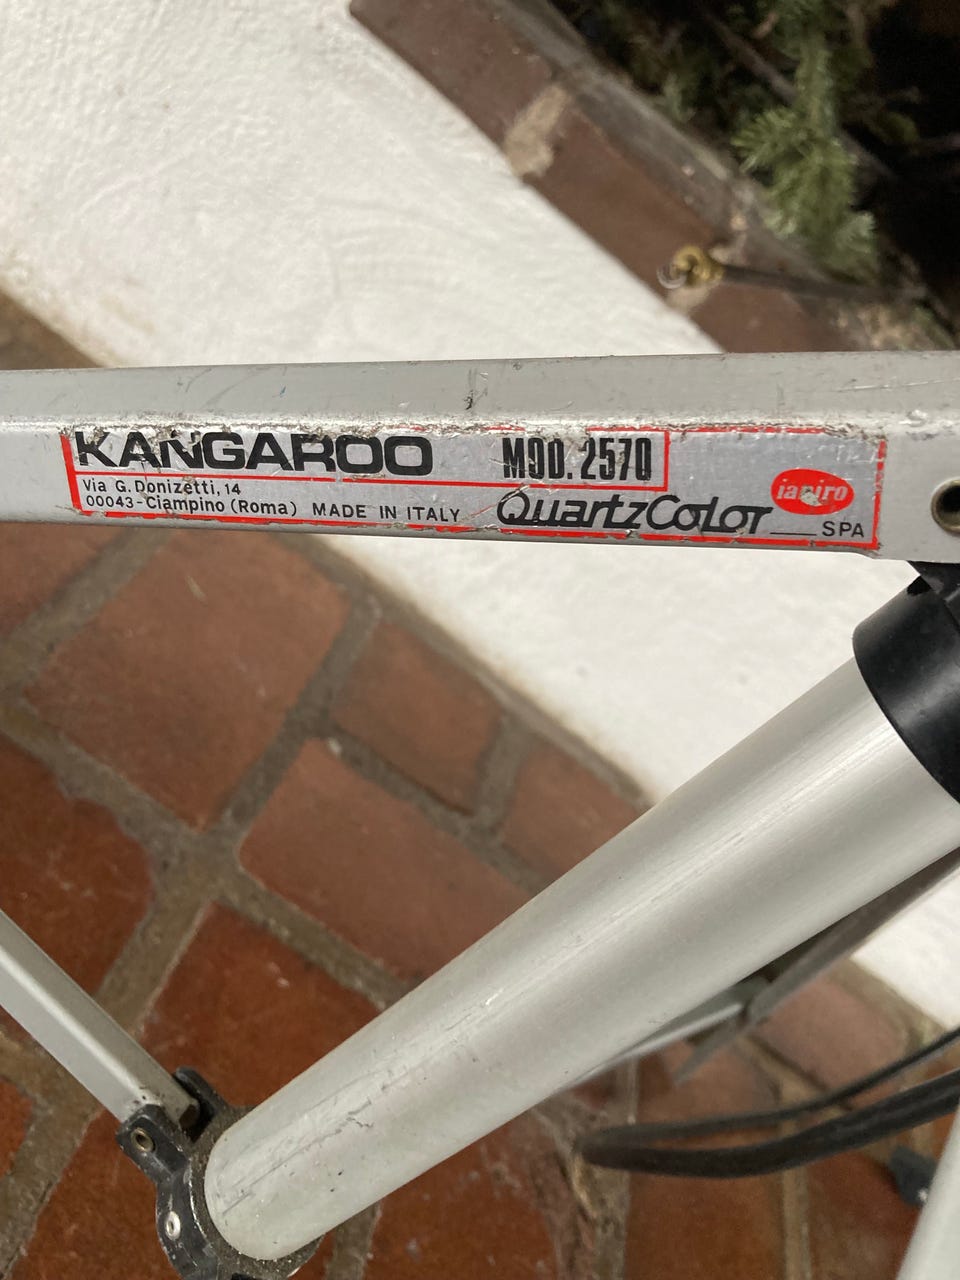 KANGAROO MOD. 2570
Via G. Donizetti, 14
00043-Ciampino (Roma) MADE IN ITALY
QuartzColor ianiro SPA